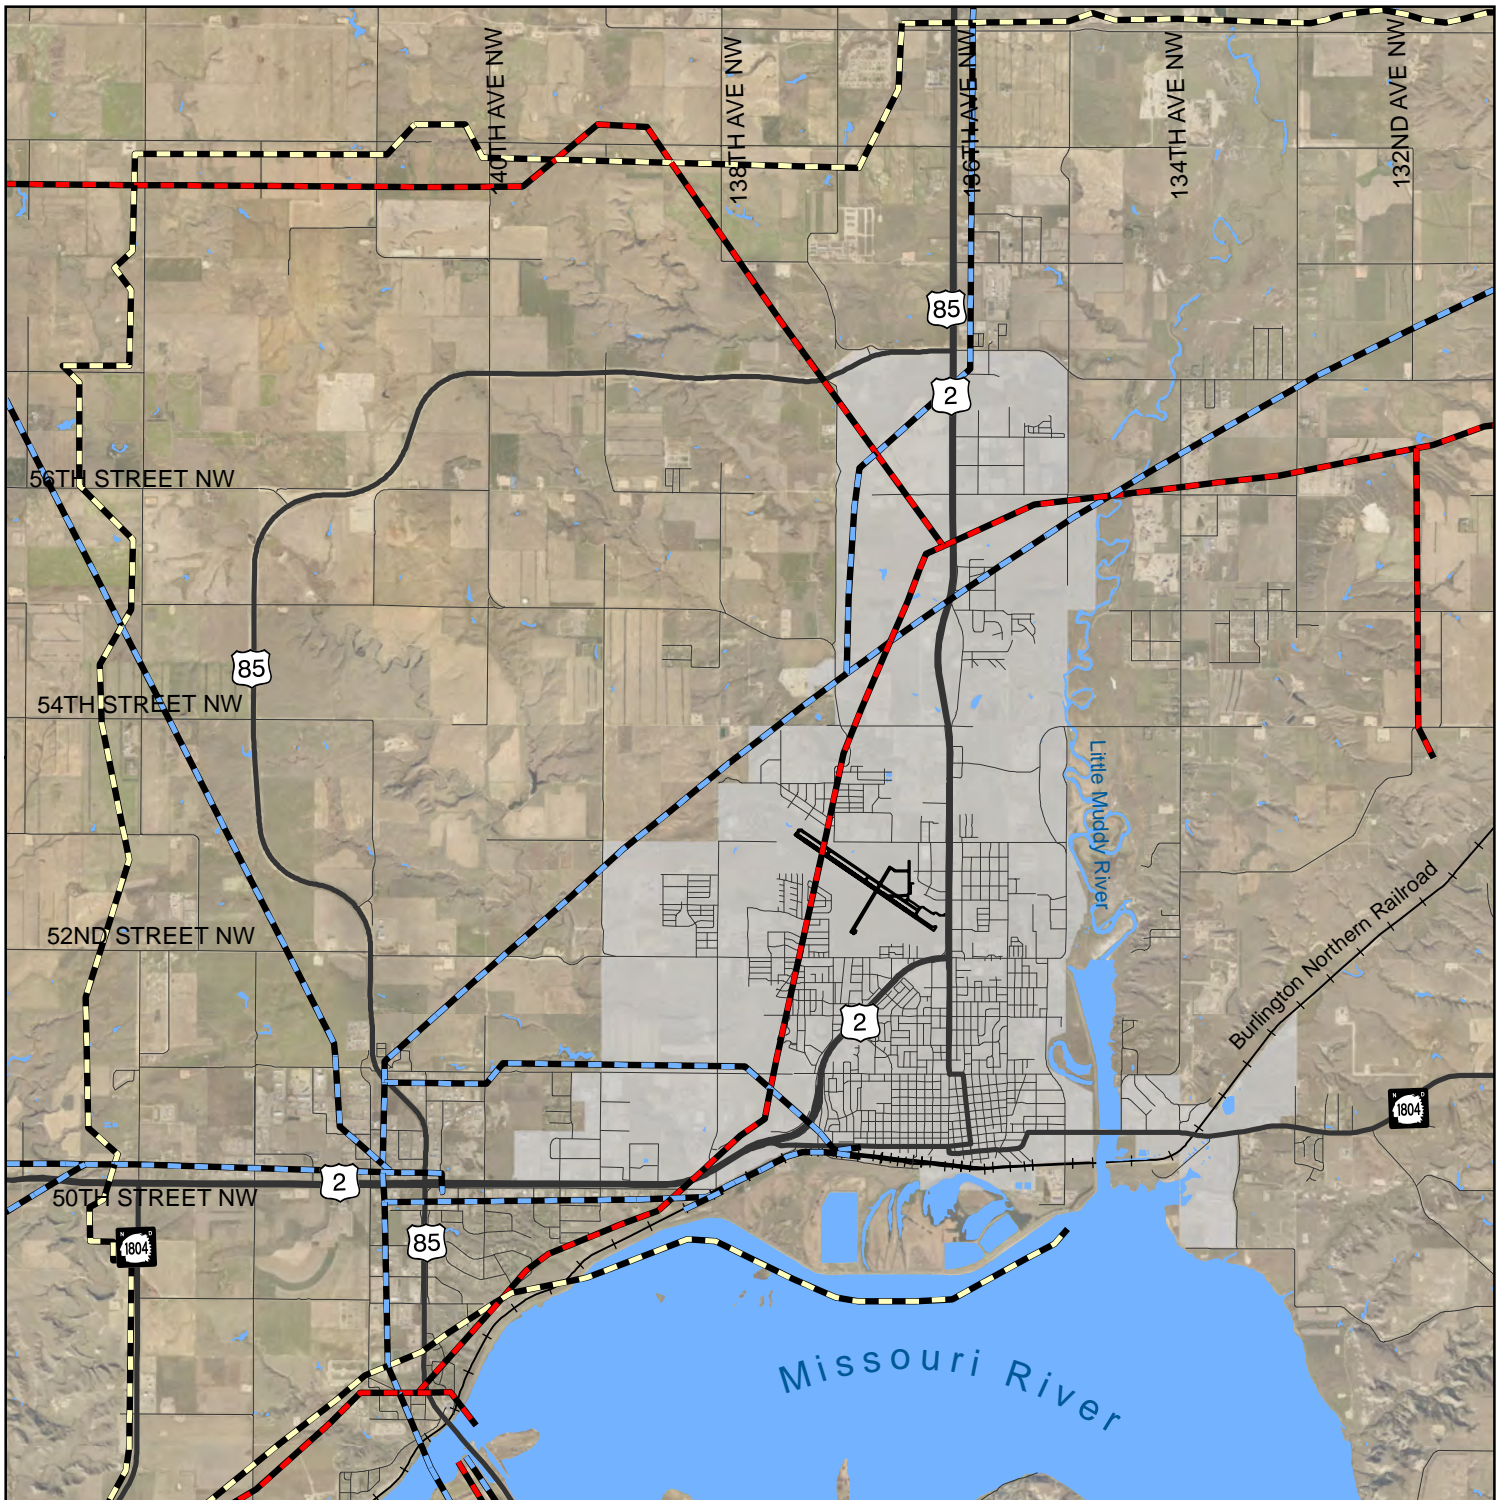 140TH AVE NW
138TH AVE NW
136TH AVE NW
134TH AVE NW
132ND AVE NW
85
2
56TH STREET NW
85
54TH STREET NW
Little Muddy River
Burlington Northern Railroad
52ND STREET NW
2
N D
1804
2
50TH STREET NW
N D
1804
85
Missouri River